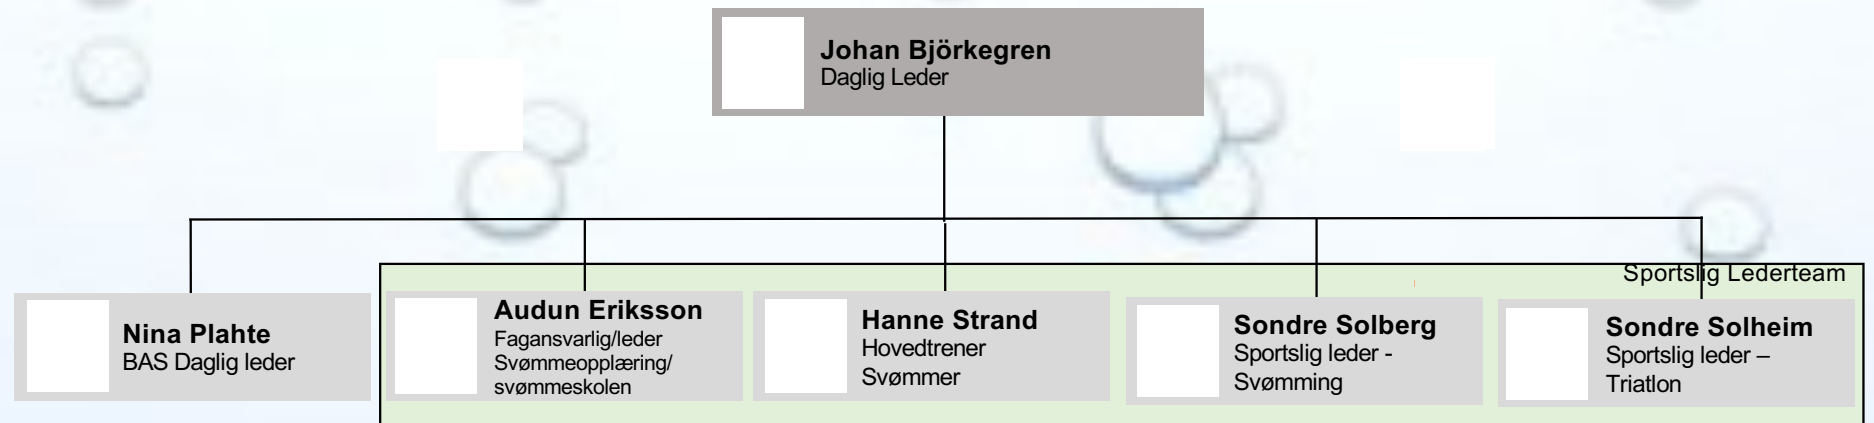 Johan Björkegren
Daglig Leder
Sportslig Lederteam
Nina Plahte
BAS Daglig leder
Audun Eriksson
Fagansvarlig/leder
Svømmeopplæring/
svømmeskolen
Hanne Strand
Hovedtrener
Svømmer
Sondre Solberg
Sportslig leder -
Svømming
Sondre Solheim
Sportslig leder –
Triatlon